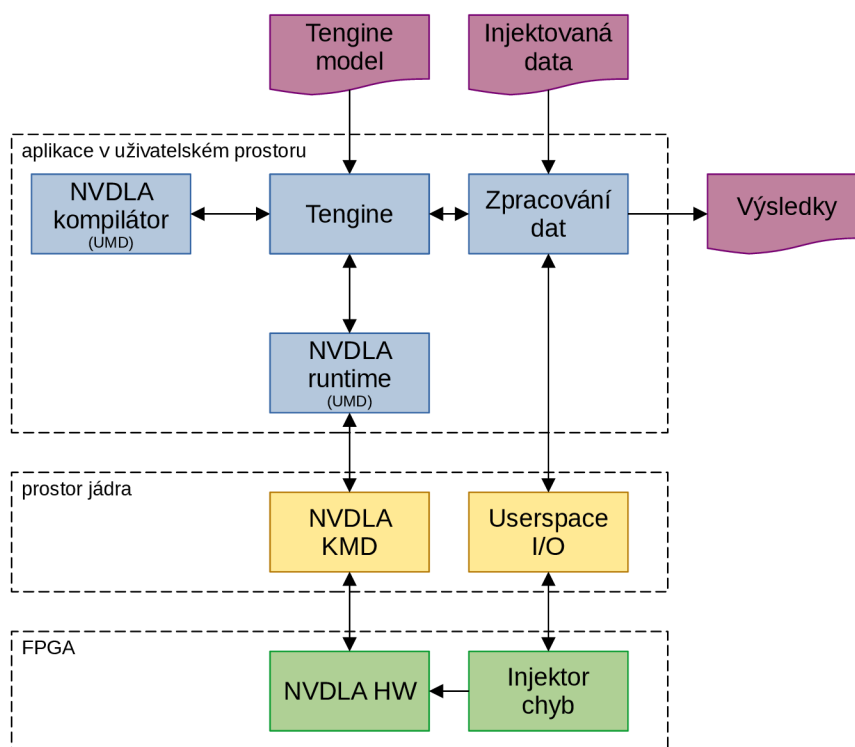 Tengine
model
Injektovaná
data
aplikace v uživatelském prostoru
NVDLA
kompilátor
(UMD)
Tengine
Zpracování
dat
Výsledky
NVDLA
runtime
(UMD)
prostor jádra
NVDLA
KMD
Userspace
I/O
FPGA
NVDLA HW
Injektor
chyb